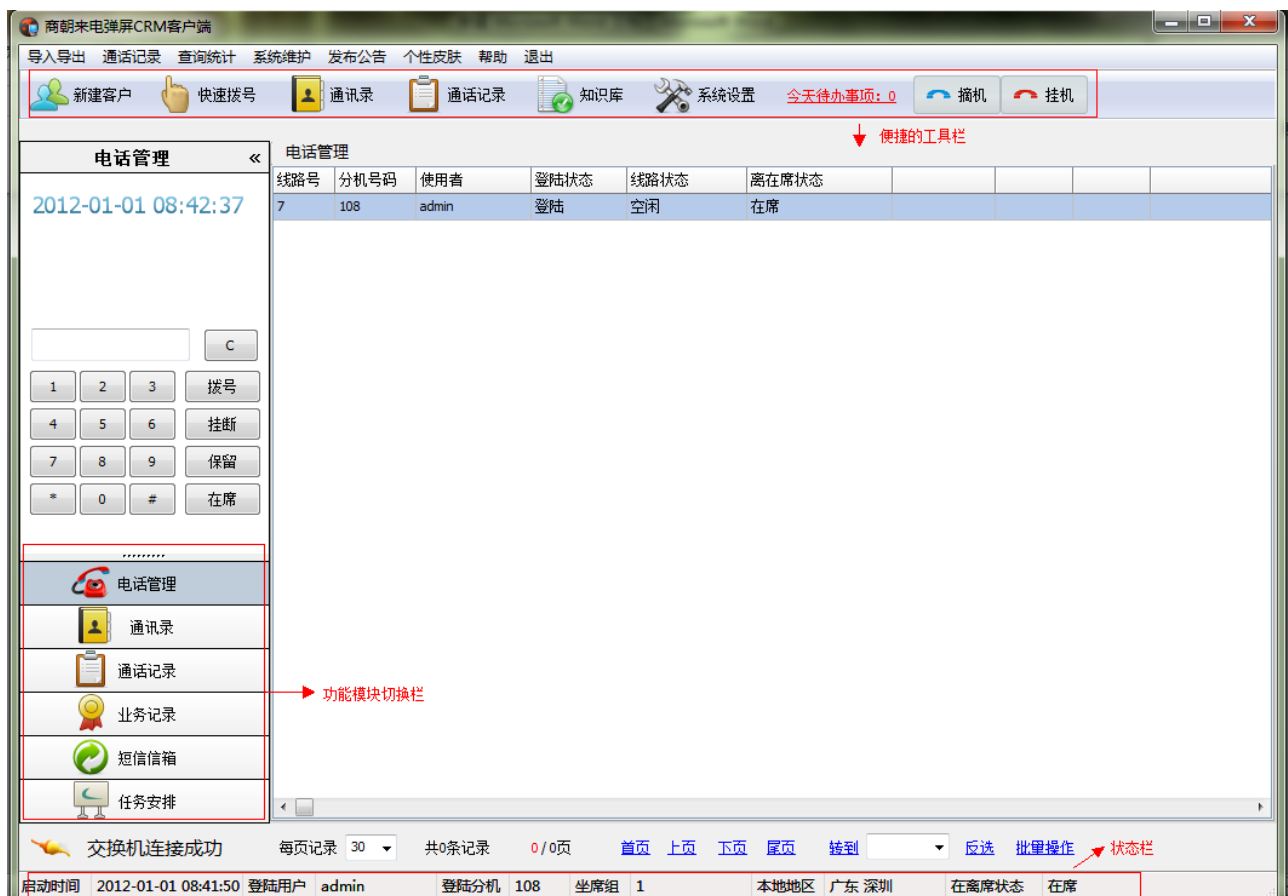 商朝来电弹屏CRM客户端
导入导出 通话记录 查询统计 系统维护 发布公告 个性皮肤 帮助 退出
新建客户 快速拨号 通讯录 通话记录 知识库 系统设置 今天待办事项: 0 摘机 挂机
便捷的工具栏
电话管理 «
电话管理
线路号 分机号码 使用者 登陆状态 线路状态 离在席状态
7 108 admin 登陆 空闲 在席
2012-01-01 08:42:37
C
1 2 3 拨号
4 5 6 挂断
7 8 9 保留
* 0 # 在席
电话管理
通讯录
通话记录
功能模块切换栏
业务记录
短信信箱
任务安排
交换机连接成功 每页记录 30 共0条记录 0/0页 首页 上页 下页 尾页 转到 反选 批里操作
状态栏
启动时间 2012-01-01 08:41:50 登陆用户 admin 登陆分机 108 坐席组 1 本地地区 广东 深圳 在离席状态 在席